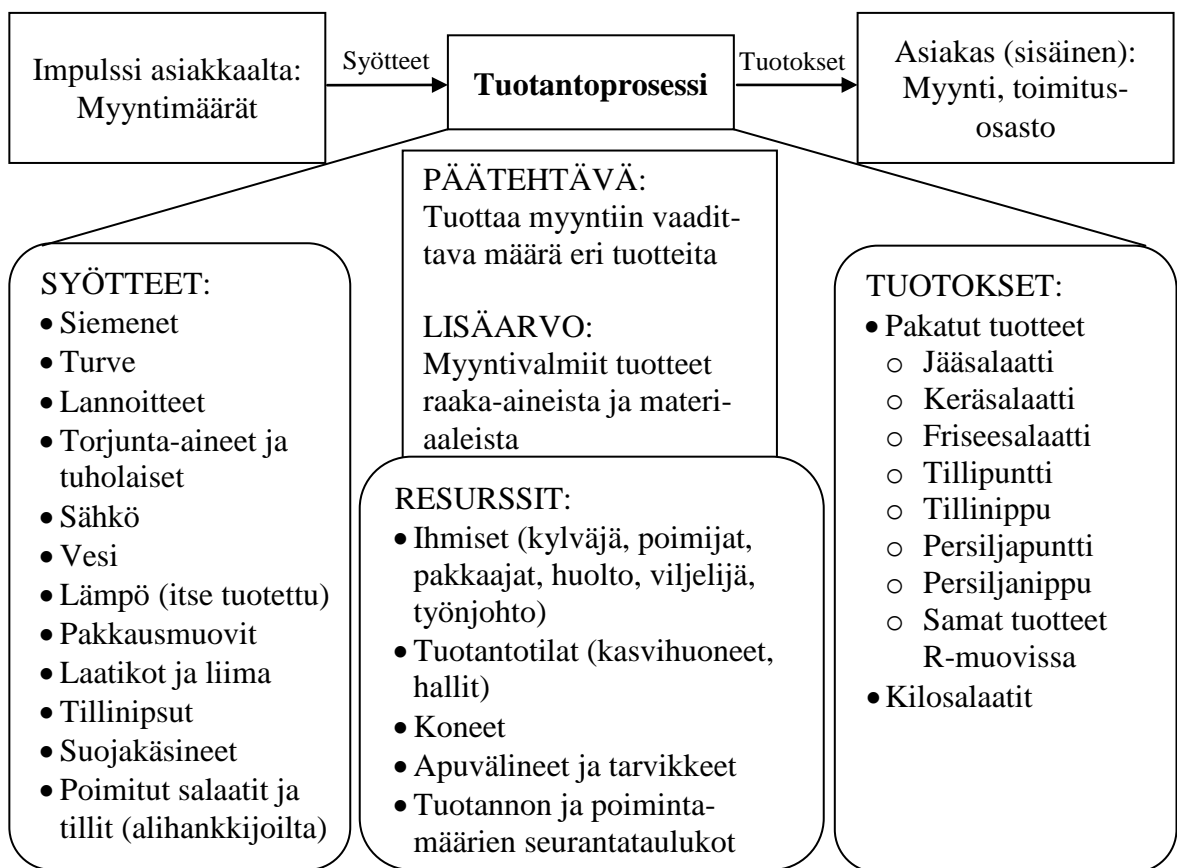 Impulssi asiakkaalta:
Myyntimäärät
Syötteet
Tuotantoprosessi
Tuotokset
Asiakas (sisäinen):
Myynti, toimitus-
osasto
PÄÄTEHTÄVÄ:
Tuottaa myyntiin vaadit-
tava määrä eri tuotteita
LISÄARVO:
Myyntivalmiit tuotteet
raaka-aineista ja materi-
aaleista
SYÖTTEET:
• Siemenet
• Turve
• Lannoitteet
• Torjunta-aineet ja
tuholaiset
• Sähkö
• Vesi
• Lämpö (itse tuotettu)
• Pakkausmuovit
• Laatikot ja liima
• Tillinipsut
• Suojakäsineet
• Poimitut salaatit ja
tillit (alihankkijoilta)
RESURSSIT:
• Ihmiset (kylväjä, poimijat,
pakkaajat, huolto, viljelijä,
työnjohto)
• Tuotantotilat (kasvihuoneet,
hallit)
• Koneet
• Apuvälineet ja tarvikkeet
• Tuotannon ja poiminta-
määrien seurantataulukot
TUOTOKSET:
• Pakatut tuotteet
o Jääsalaatti
o Keräsalaatti
o Friseesalaatti
o Tillipuntti
o Tillinippu
o Persiljapuntti
o Persiljanippu
o Samat tuotteet
R-muovissa
• Kilosalaatit